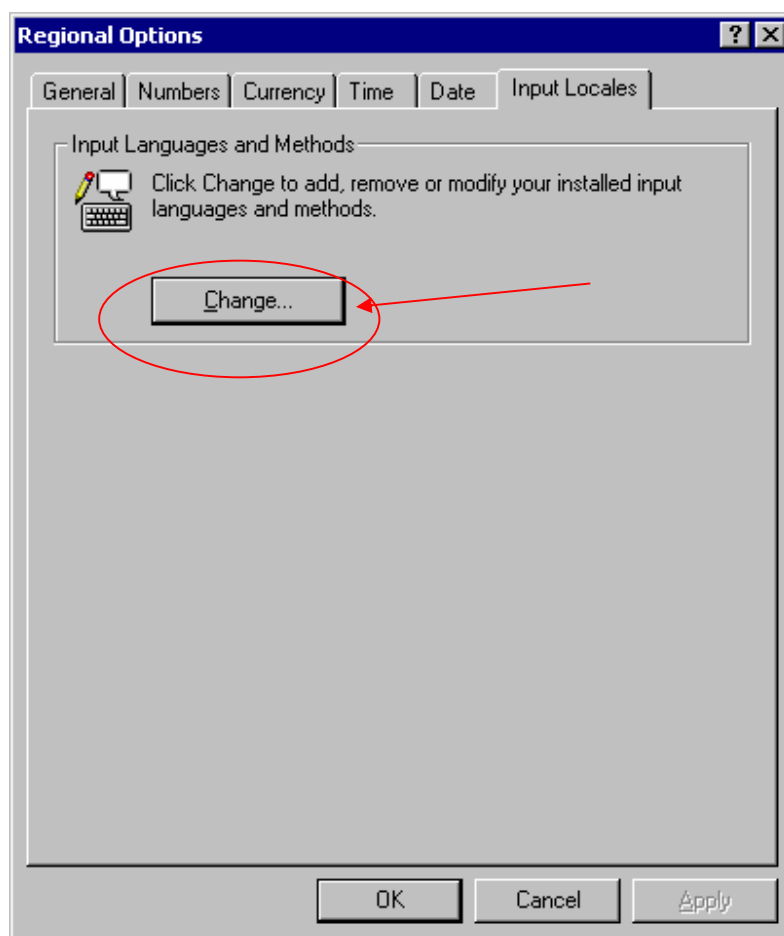 Regional Options
General Numbers Currency Time Date Input Locales
Input Languages and Methods
Click Change to add, remove or modify your installed input
languages and methods.
Change...
OK Cancel Apply